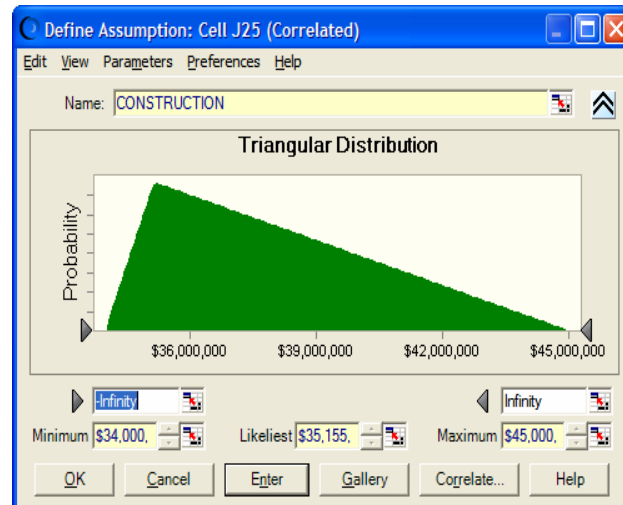 Define Assumption: Cell J25 (Correlated)
Edit View Parameters Preferences Help
Name: CONSTRUCTION
Triangular Distribution
Probability
$36,000,000 $39,000,000 $42,000,000 $45,000,000
-Infinity Infinity
Minimum $34,000, Likeliest $35,155, Maximum $45,000,
OK Cancel Enter Gallery Correlate... Help